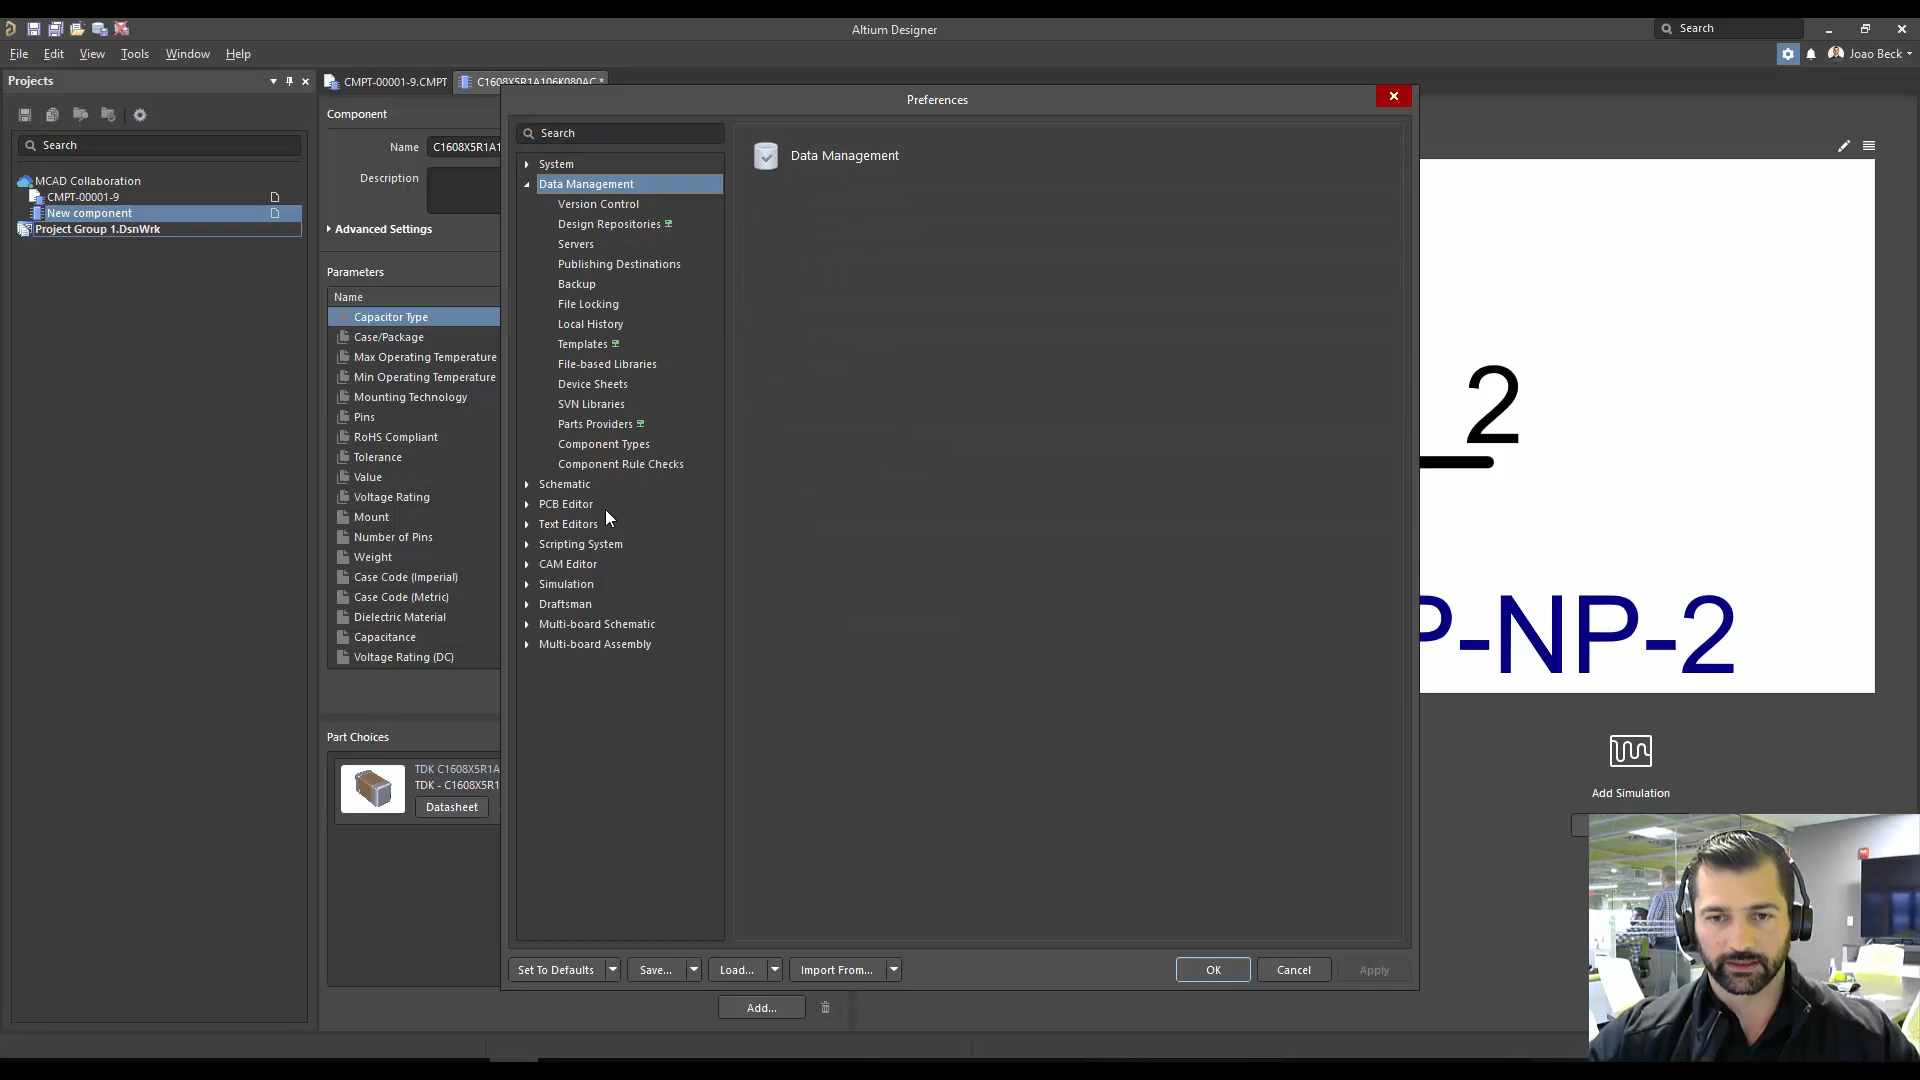 Altium Designer
Search
File Edit View Tools Window Help
Joao Beck
Projects
CMPT-00001-9.CMPT
C1608X5R1A106K080AC *
Search
MCAD Collaboration
CMPT-00001-9
New component
Project Group 1.DsnWrk
Component
Name C1608X5R1A1
Description
Advanced Settings
Parameters
Name
Capacitor Type
Case/Package
Max Operating Temperature
Min Operating Temperature
Mounting Technology
Pins
RoHS Compliant
Tolerance
Value
Voltage Rating
Mount
Number of Pins
Weight
Case Code (Imperial)
Case Code (Metric)
Dielectric Material
Capacitance
Voltage Rating (DC)
Part Choices
TDK C1608X5R1A
TDK - C1608X5R1
Datasheet
Add...
Preferences
Search
System
Data Management
Version Control
Design Repositories
Servers
Publishing Destinations
Backup
File Locking
Local History
Templates
File-based Libraries
Device Sheets
SVN Libraries
Parts Providers
Component Types
Component Rule Checks
Schematic
PCB Editor
Text Editors
Scripting System
CAM Editor
Simulation
Draftsman
Multi-board Schematic
Multi-board Assembly
Data Management
Set To Defaults
Save...
Load...
Import From...
OK
Cancel
Apply
2
P-NP-2
Add Simulation